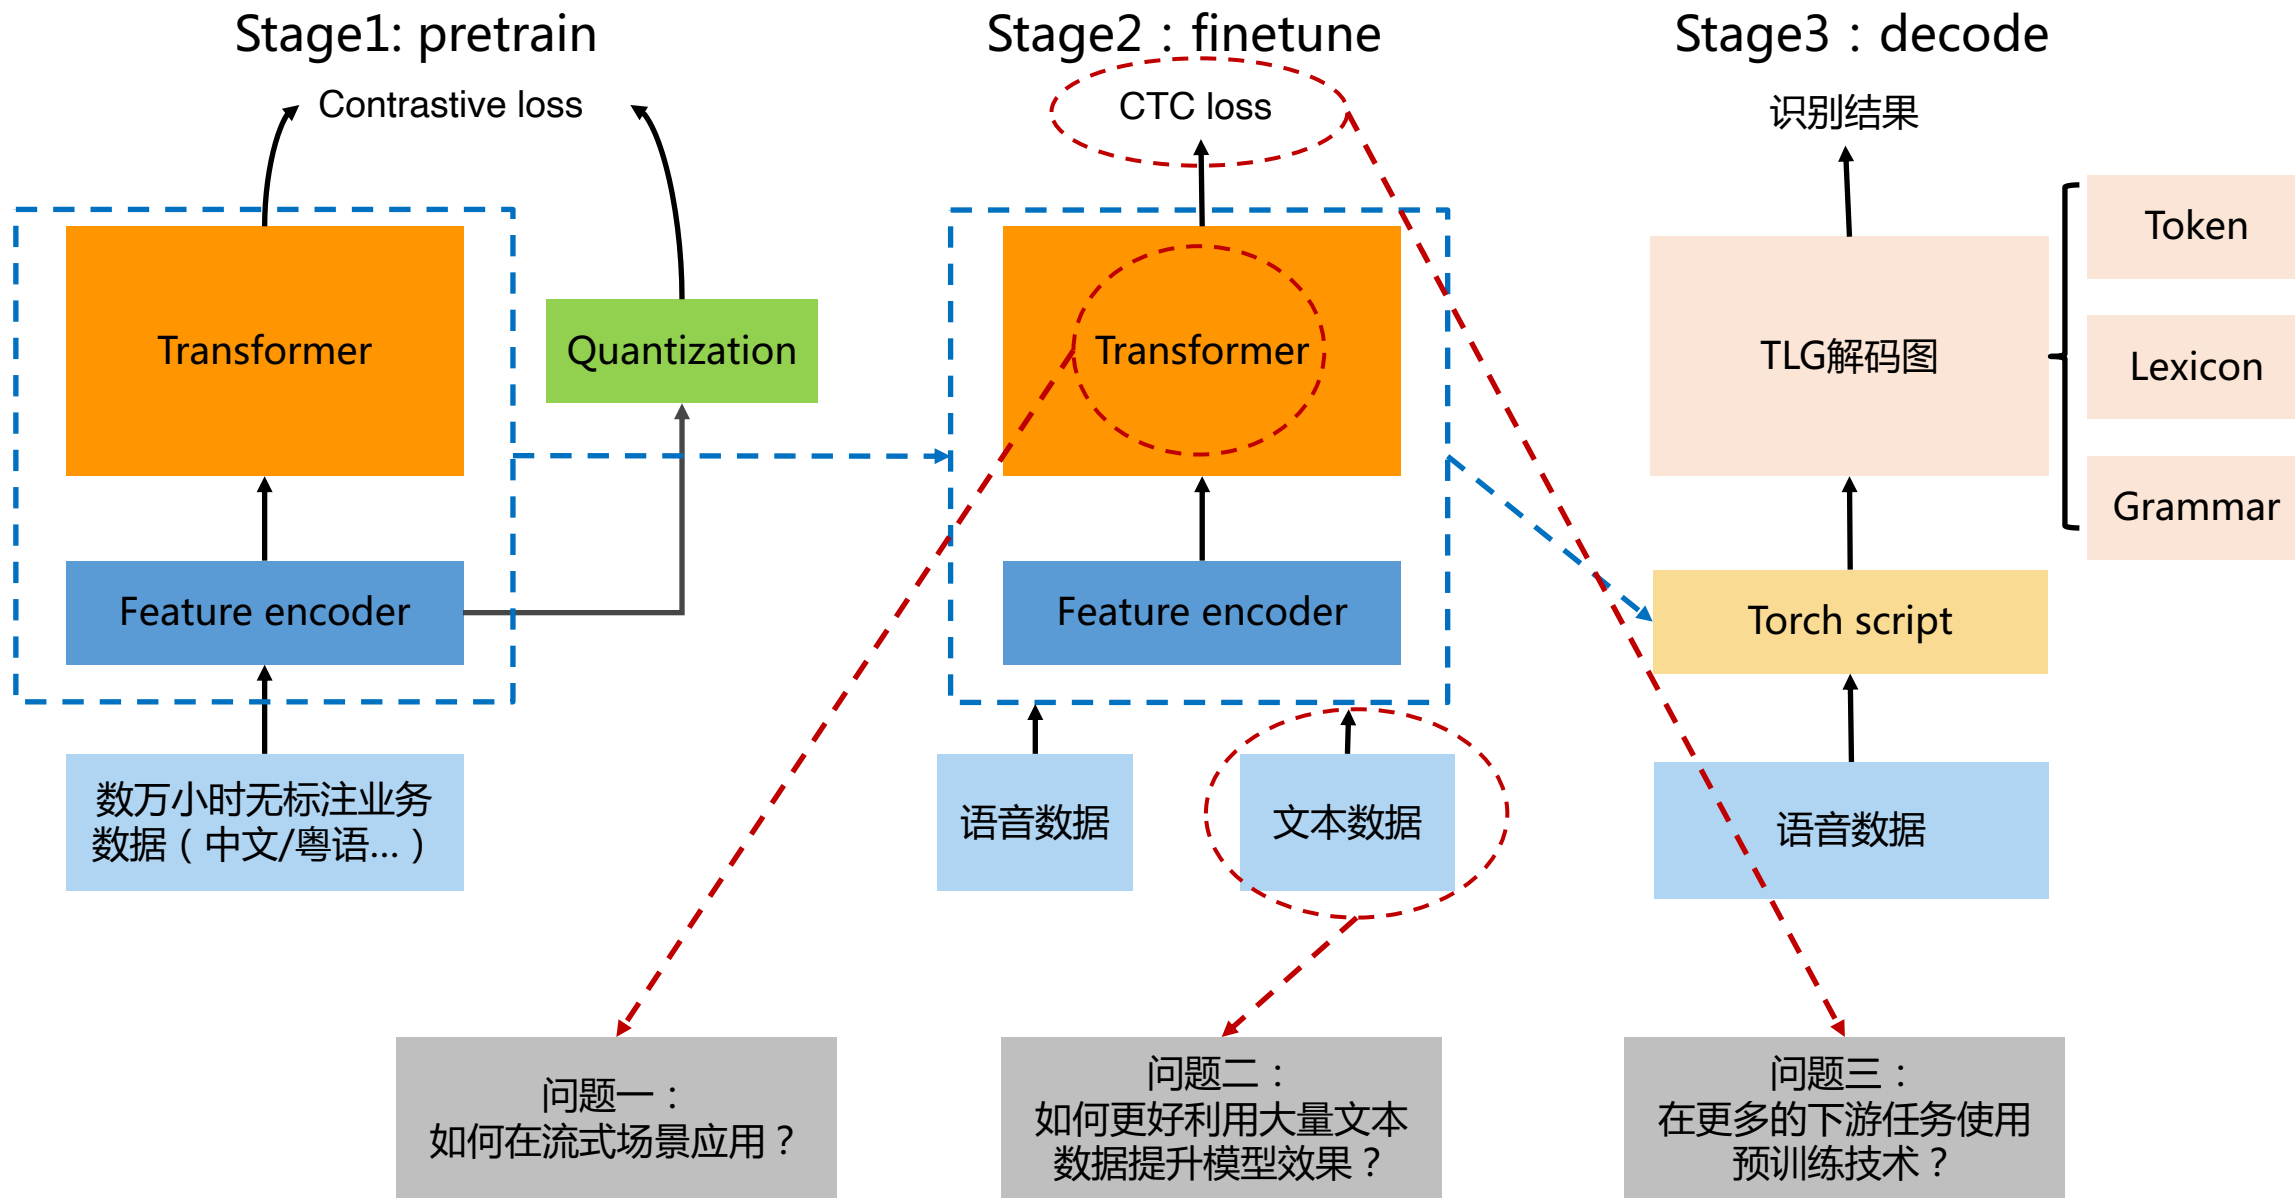 Stage1: pretrain
Contrastive loss
Transformer
Quantization
Feature encoder
数万小时无标注业务
数据（中文/粤语...）
Stage2：finetune
CTC loss
Transformer
Feature encoder
语音数据
文本数据
Stage3：decode
识别结果
TLG解码图
Token
Lexicon
Grammar
Torch script
语音数据
问题一：
如何在流式场景应用？
问题二：
如何更好利用大量文本
数据提升模型效果？
问题三：
在更多的下游任务使用
预训练技术？